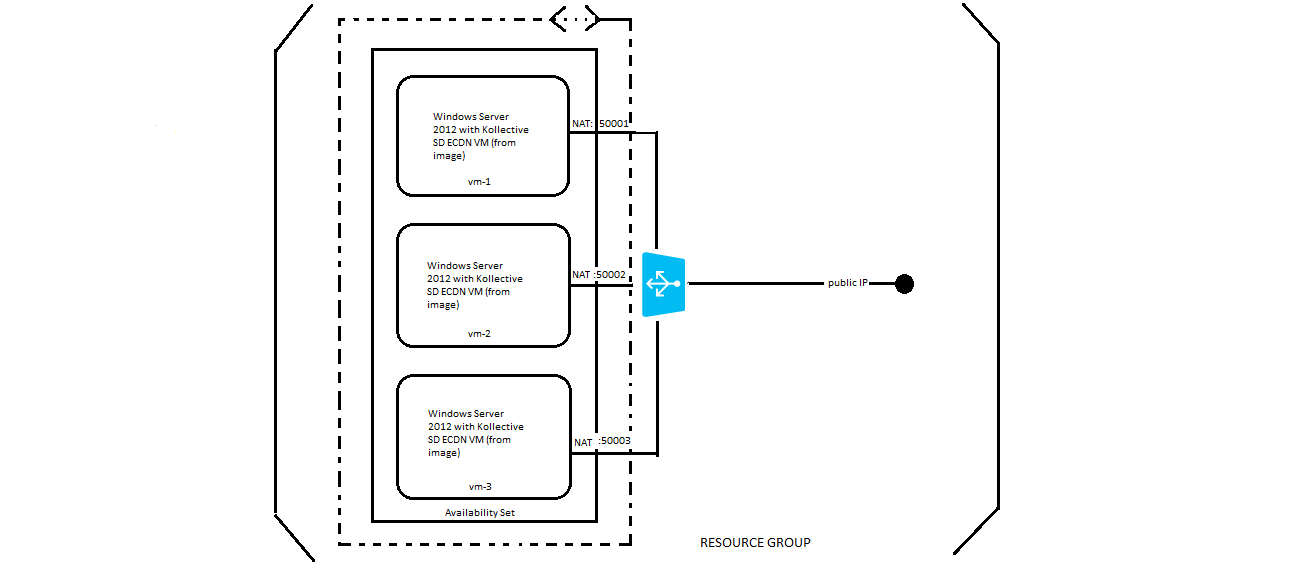 Windows Server
2012 with Kollective
SD ECDN VM (from
image)
vm-1
NAT: :50001
Windows Server
2012 with Kollective
SD ECDN VM (from
image)
vm-2
NAT :50002
public IP
Windows Server
2012 with Kollective
SD ECDN VM (from
image)
vm-3
NAT :50003
Availability Set
RESOURCE GROUP